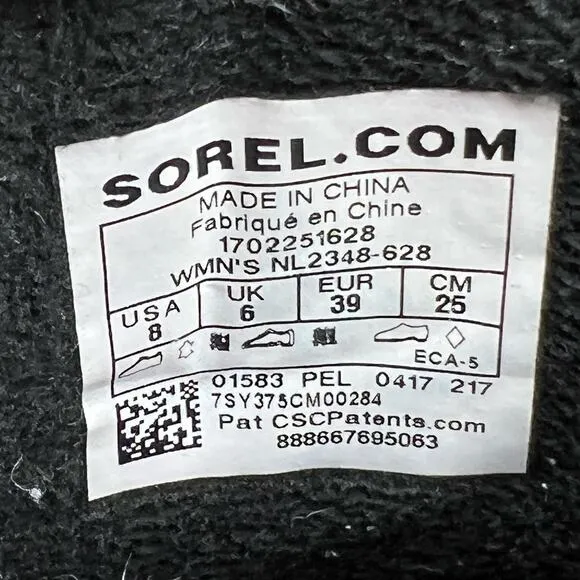 SOREL.COM
MADE IN CHINA
Fabriqué en Chine
1702251628
WMN'S NL2348-628
USA UK EUR CM
8 6 39 25
ECA-5
01583 PEL 0417 217
7SY375CM00284
Pat CSCPatents.com
888667695063